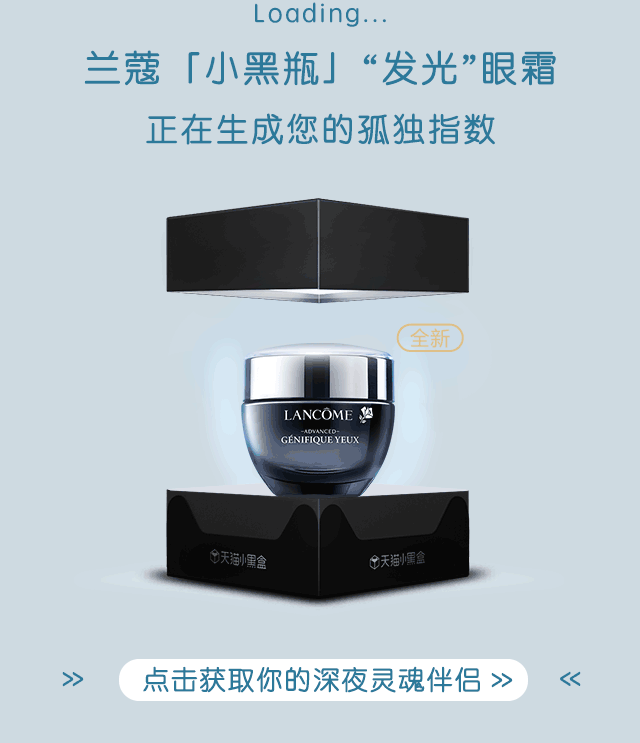 Loading...
兰蔻「小黑瓶」“发光”眼霜
正在生成您的孤独指数
全新
LANCÔME
-ADVANCED-
GÉNIFIQUE YEUX
天猫小黑盒
天猫小黑盒
>> 点击获取你的深夜灵魂伴侣 >> <<